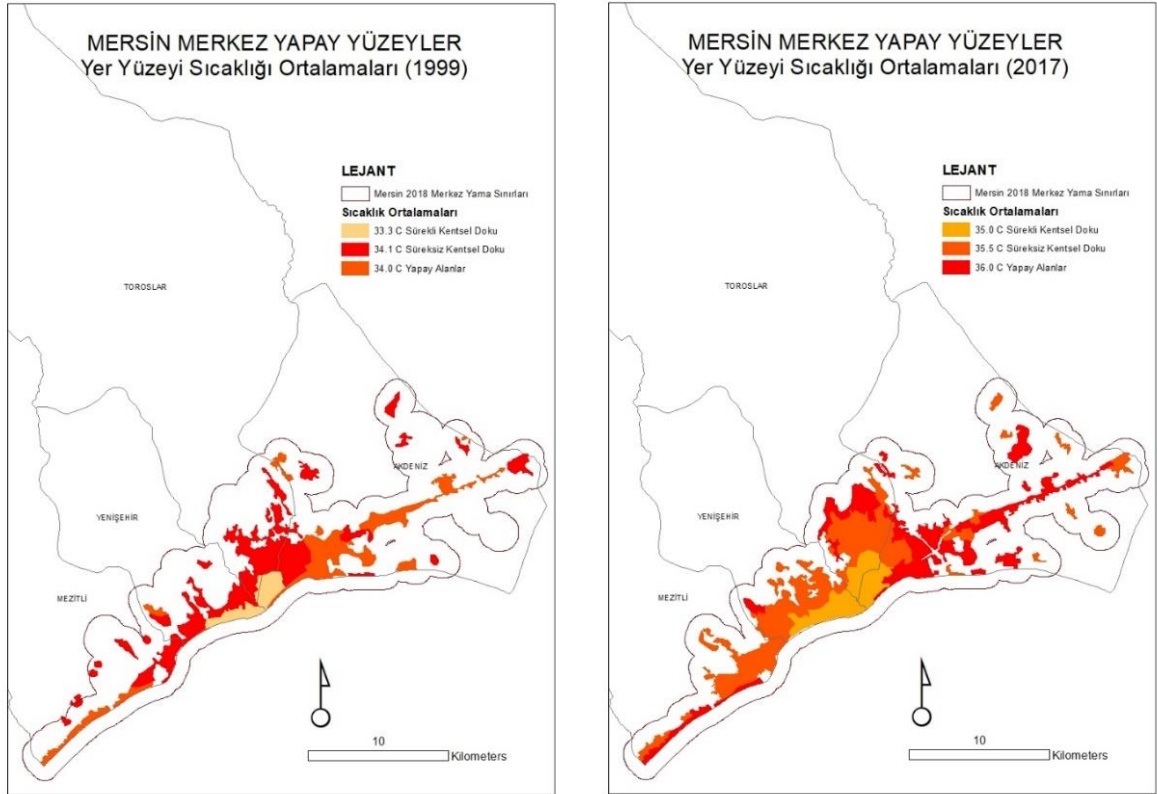 MERSİN MERKEZ YAPAY YÜZEYLER
Yer Yüzeyi Sıcaklığı Ortalamaları (1999)
LEJANT
Mersin 2018 Merkez Yama Sınırları
Sıcaklık Ortalamaları
33.3 C Sürekli Kentsel Doku
34.1 C Süreksiz Kentsel Doku
34.0 C Yapay Alanlar
TOROSLAR
AKDENİZ
YENİŞEHİR
MEZİTLİ
10
Kilometers
MERSİN MERKEZ YAPAY YÜZEYLER
Yer Yüzeyi Sıcaklığı Ortalamaları (2017)
LEJANT
Mersin 2018 Merkez Yama Sınırları
Sıcaklık Ortalamaları
35.0 C Sürekli Kentsel Doku
35.5 C Süreksiz Kentsel Doku
36.0 C Yapay Alanlar
TOROSLAR
AKDENİZ
YENİŞEHİR
MEZİTLİ
10
Kilometers